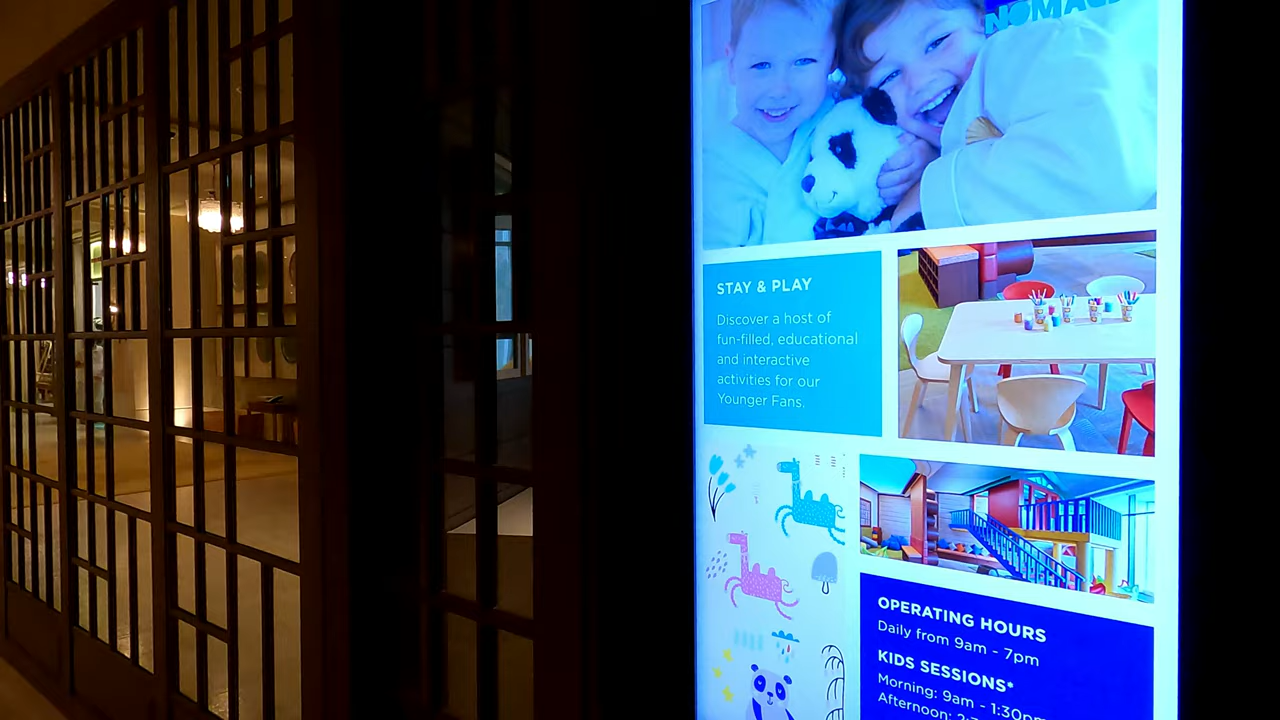 STAY & PLAY
Discover a host of
fun-filled, educational
and interactive
activities for our
Younger Fans.
OPERATING HOURS
Daily from 9am - 7pm
KIDS SESSIONS*
Morning: 9am - 1:30pm
Afternoon: